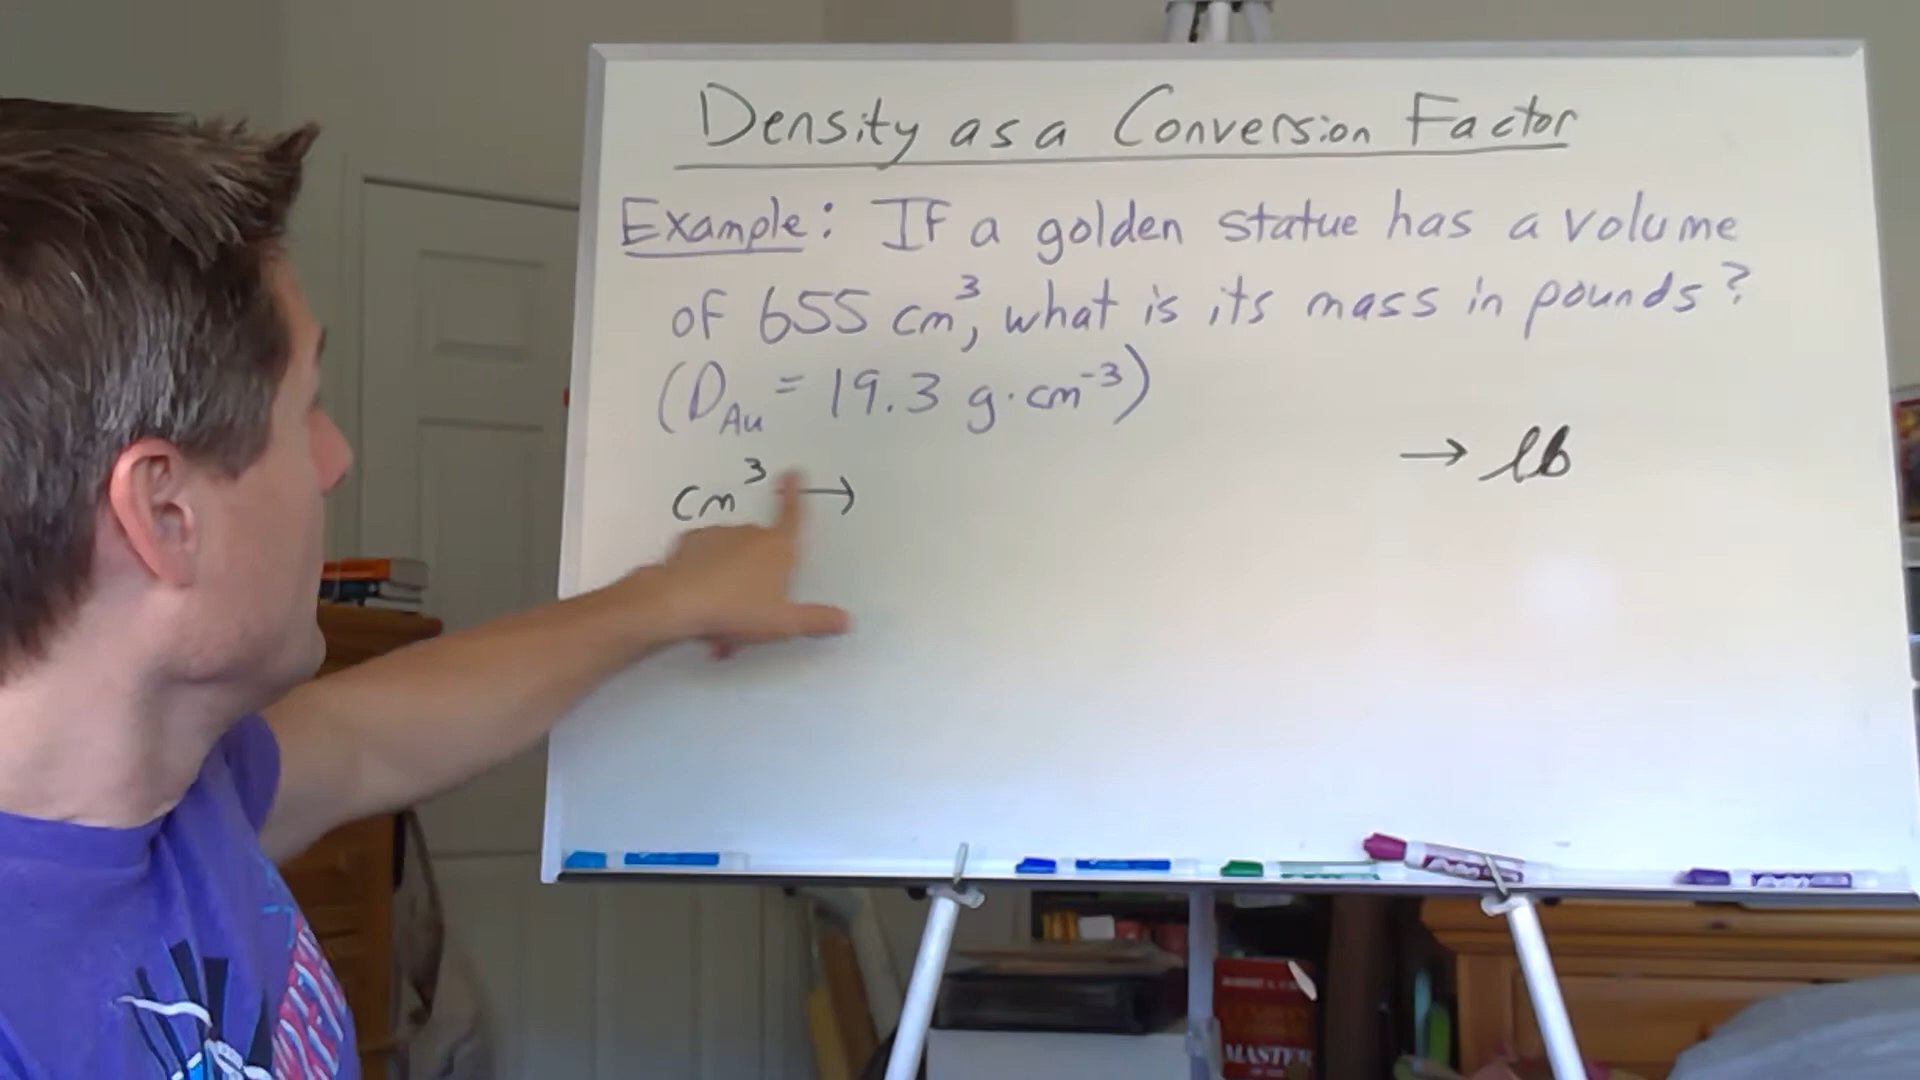 Density as a Conversion Factor
Example: If a golden statue has a volume
of 655 cm³, what is its mass in pounds?
(D_Au = 19.3 g·cm⁻³)
cm³ → → lb
MASTER